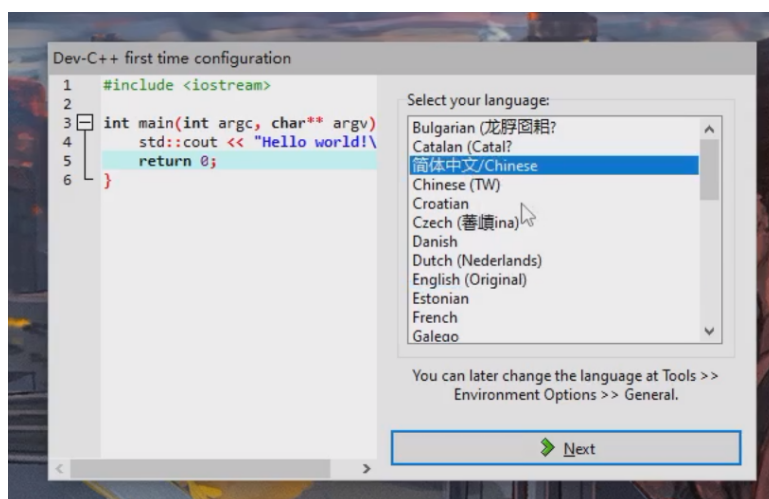 Dev-C++ first time configuration
1 #include <iostream>
2
3 int main(int argc, char** argv)
4 std::cout << "Hello world!\
5 return 0;
6 }
Select your language:
Bulgarian (龙脬囵耜?
Catalan (Catal?
简体中文/Chinese
Chinese (TW)
Croatian
Czech (萫巆ina)
Danish
Dutch (Nederlands)
English (Original)
Estonian
French
Galego
You can later change the language at Tools >>
Environment Options >> General.
Next